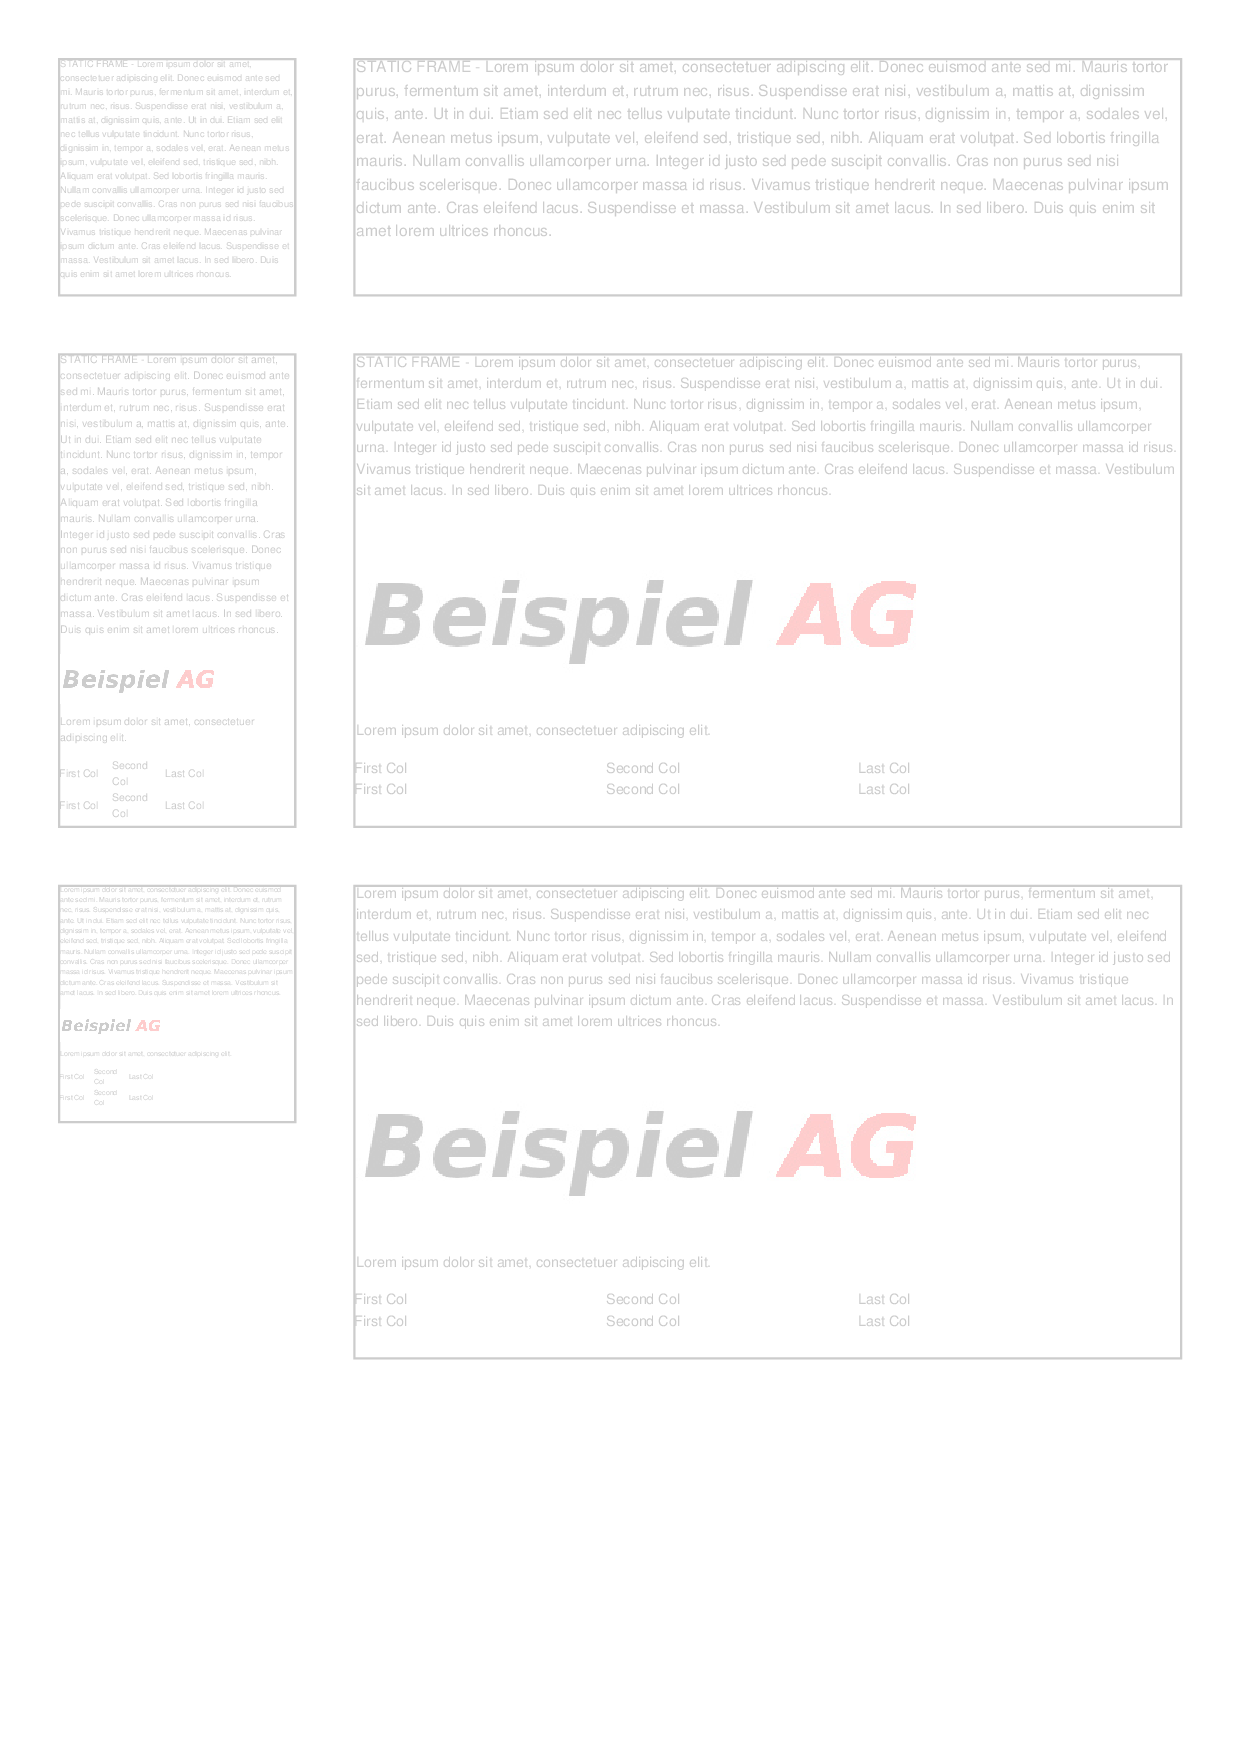 STATIC FRAME - Lorem ipsum dolor sit amet,
consectetuer adipiscing elit. Donec euismod ante sed
mi. Mauris tortor purus, fermentum sit amet, interdum et,
rutrum nec, risus. Suspendisse erat nisi, vestibulum a,
mattis at, dignissim quis, ante. Ut in dui. Etiam sed elit
nec tellus vulputate tincidunt. Nunc tortor risus,
dignissim in, tempor a, sodales vel, erat. Aenean metus
ipsum, vulputate vel, eleifend sed, tristique sed, nibh.
Aliquam erat volutpat. Sed lobortis fringilla mauris.
Nullam convallis ullamcorper urna. Integer id justo sed
pede suscipit convallis. Cras non purus sed nisi faucibus
scelerisque. Donec ullamcorper massa id risus.
Vivamus tristique hendrerit neque. Maecenas pulvinar
ipsum dictum ante. Cras eleifend lacus. Suspendisse et
massa. Vestibulum sit amet lacus. In sed libero. Duis
quis enim sit amet lorem ultrices rhoncus.
STATIC FRAME - Lorem ipsum dolor sit amet, consectetuer adipiscing elit. Donec euismod ante sed mi. Mauris tortor
purus, fermentum sit amet, interdum et, rutrum nec, risus. Suspendisse erat nisi, vestibulum a, mattis at, dignissim
quis, ante. Ut in dui. Etiam sed elit nec tellus vulputate tincidunt. Nunc tortor risus, dignissim in, tempor a, sodales vel,
erat. Aenean metus ipsum, vulputate vel, eleifend sed, tristique sed, nibh. Aliquam erat volutpat. Sed lobortis fringilla
mauris. Nullam convallis ullamcorper urna. Integer id justo sed pede suscipit convallis. Cras non purus sed nisi
faucibus scelerisque. Donec ullamcorper massa id risus. Vivamus tristique hendrerit neque. Maecenas pulvinar ipsum
dictum ante. Cras eleifend lacus. Suspendisse et massa. Vestibulum sit amet lacus. In sed libero. Duis quis enim sit
amet lorem ultrices rhoncus.
STATIC FRAME - Lorem ipsum dolor sit amet,
consectetuer adipiscing elit. Donec euismod ante
sed mi. Mauris tortor purus, fermentum sit amet,
interdum et, rutrum nec, risus. Suspendisse erat
nisi, vestibulum a, mattis at, dignissim quis, ante.
Ut in dui. Etiam sed elit nec tellus vulputate
tincidunt. Nunc tortor risus, dignissim in, tempor
a, sodales vel, erat. Aenean metus ipsum,
vulputate vel, eleifend sed, tristique sed, nibh.
Aliquam erat volutpat. Sed lobortis fringilla
mauris. Nullam convallis ullamcorper urna.
Integer id justo sed pede suscipit convallis. Cras
non purus sed nisi faucibus scelerisque. Donec
ullamcorper massa id risus. Vivamus tristique
hendrerit neque. Maecenas pulvinar ipsum
dictum ante. Cras eleifend lacus. Suspendisse et
massa. Vestibulum sit amet lacus. In sed libero.
Duis quis enim sit amet lorem ultrices rhoncus.
Beispiel AG
Lorem ipsum dolor sit amet, consectetuer
adipiscing elit.
First Col Second Col Last Col
First Col Second Col Last Col
STATIC FRAME - Lorem ipsum dolor sit amet, consectetuer adipiscing elit. Donec euismod ante sed mi. Mauris tortor purus,
fermentum sit amet, interdum et, rutrum nec, risus. Suspendisse erat nisi, vestibulum a, mattis at, dignissim quis, ante. Ut in dui.
Etiam sed elit nec tellus vulputate tincidunt. Nunc tortor risus, dignissim in, tempor a, sodales vel, erat. Aenean metus ipsum,
vulputate vel, eleifend sed, tristique sed, nibh. Aliquam erat volutpat. Sed lobortis fringilla mauris. Nullam convallis ullamcorper
urna. Integer id justo sed pede suscipit convallis. Cras non purus sed nisi faucibus scelerisque. Donec ullamcorper massa id risus.
Vivamus tristique hendrerit neque. Maecenas pulvinar ipsum dictum ante. Cras eleifend lacus. Suspendisse et massa. Vestibulum
sit amet lacus. In sed libero. Duis quis enim sit amet lorem ultrices rhoncus.
Beispiel AG
Lorem ipsum dolor sit amet, consectetuer adipiscing elit.
First Col Second Col Last Col
First Col Second Col Last Col
Lorem ipsum dolor sit amet, consectetuer adipiscing elit. Donec euismod
ante sed mi. Mauris tortor purus, fermentum sit amet, interdum et, rutrum
nec, risus. Suspendisse erat nisi, vestibulum a, mattis at, dignissim quis,
ante. Ut in dui. Etiam sed elit nec tellus vulputate tincidunt. Nunc tortor risus,
dignissim in, tempor a, sodales vel, erat. Aenean metus ipsum, vulputate vel,
eleifend sed, tristique sed, nibh. Aliquam erat volutpat. Sed lobortis fringilla
mauris. Nullam convallis ullamcorper urna. Integer id justo sed pede suscipit
convallis. Cras non purus sed nisi faucibus scelerisque. Donec ullamcorper
massa id risus. Vivamus tristique hendrerit neque. Maecenas pulvinar ipsum
dictum ante. Cras eleifend lacus. Suspendisse et massa. Vestibulum sit
amet lacus. In sed libero. Duis quis enim sit amet lorem ultrices rhoncus.
Beispiel AG
Lorem ipsum dolor sit amet, consectetuer adipiscing elit.
First Col Second Col Last Col
First Col Second Col Last Col
Lorem ipsum dolor sit amet, consectetuer adipiscing elit. Donec euismod ante sed mi. Mauris tortor purus, fermentum sit amet,
interdum et, rutrum nec, risus. Suspendisse erat nisi, vestibulum a, mattis at, dignissim quis, ante. Ut in dui. Etiam sed elit nec
tellus vulputate tincidunt. Nunc tortor risus, dignissim in, tempor a, sodales vel, erat. Aenean metus ipsum, vulputate vel, eleifend
sed, tristique sed, nibh. Aliquam erat volutpat. Sed lobortis fringilla mauris. Nullam convallis ullamcorper urna. Integer id justo sed
pede suscipit convallis. Cras non purus sed nisi faucibus scelerisque. Donec ullamcorper massa id risus. Vivamus tristique
hendrerit neque. Maecenas pulvinar ipsum dictum ante. Cras eleifend lacus. Suspendisse et massa. Vestibulum sit amet lacus. In
sed libero. Duis quis enim sit amet lorem ultrices rhoncus.
Beispiel AG
Lorem ipsum dolor sit amet, consectetuer adipiscing elit.
First Col Second Col Last Col
First Col Second Col Last Col